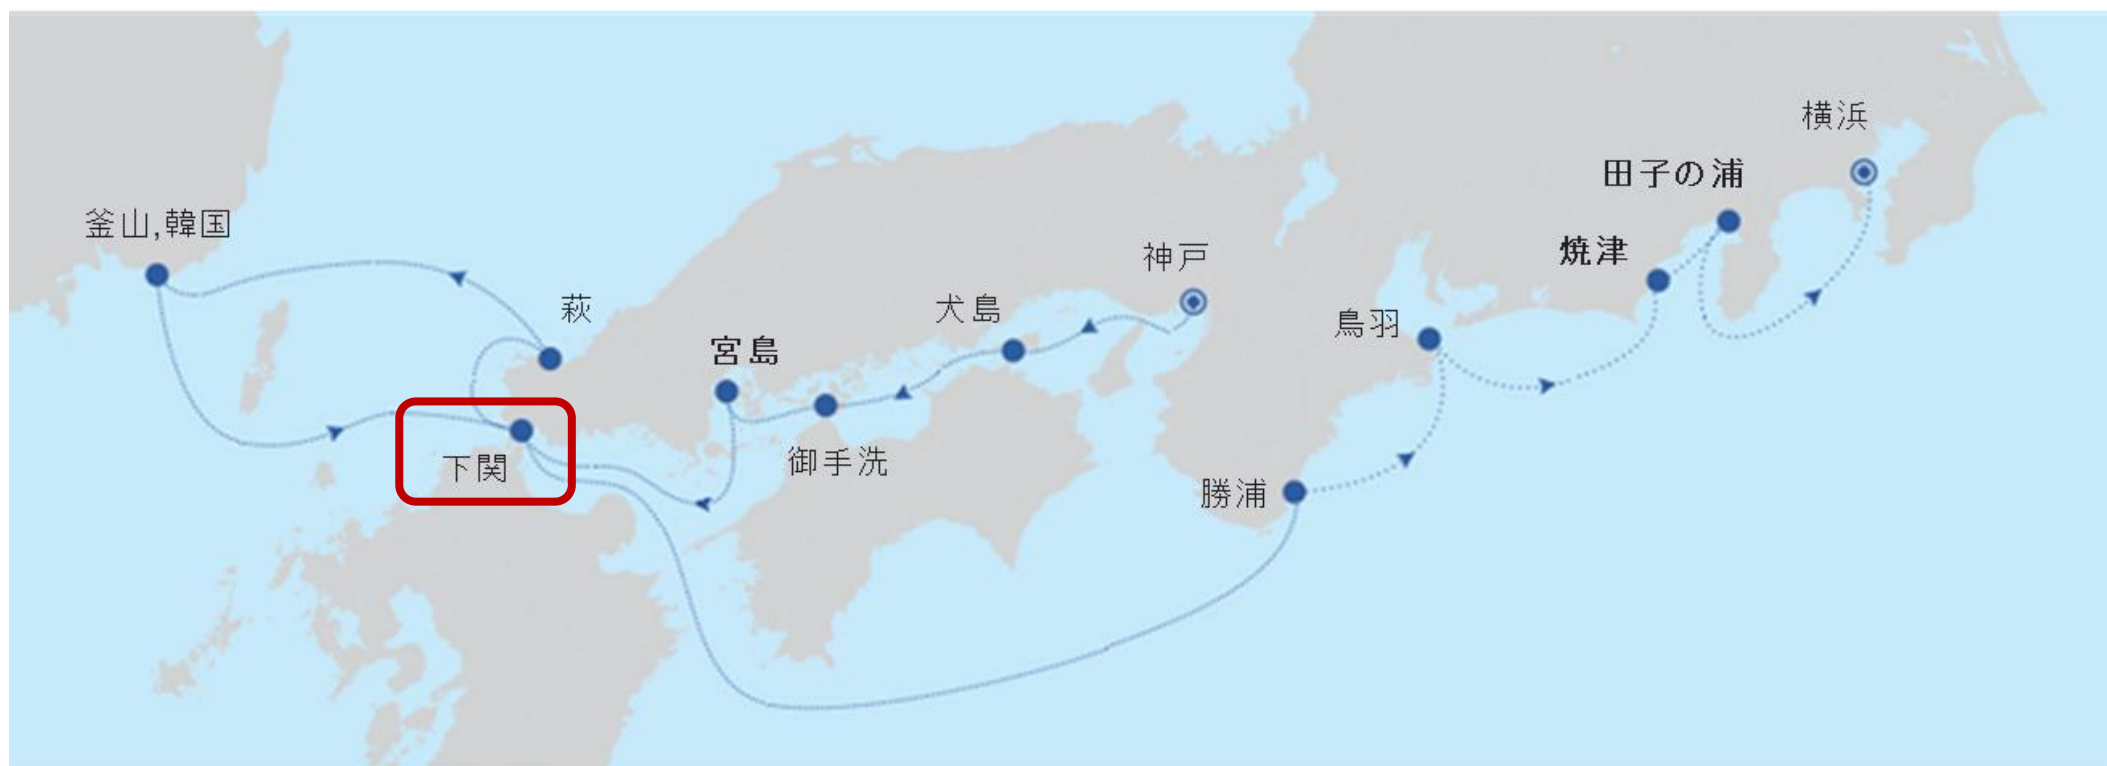 横浜
田子の浦
釜山,韓国
焼津
神戸
萩
犬島
鳥羽
宮島
下関
御手洗
勝浦